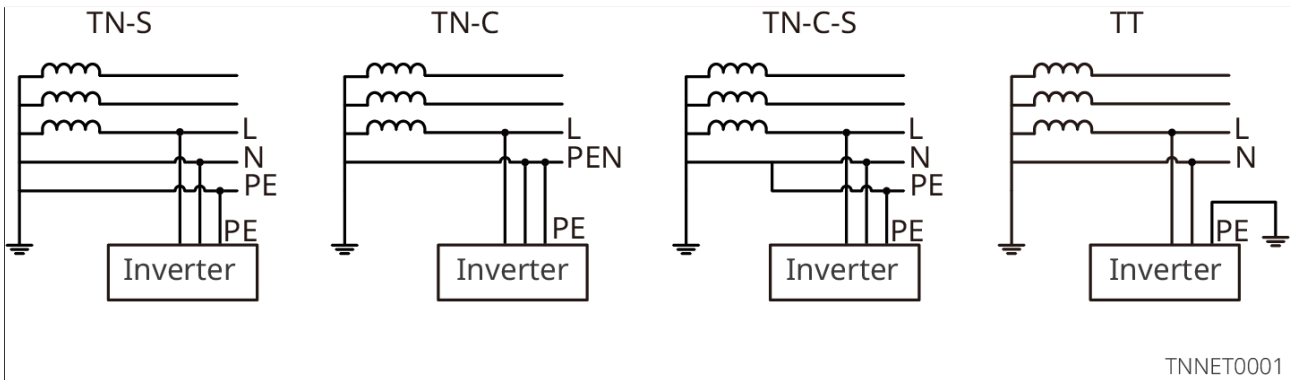 TN-S TN-C TN-C-S TT
L L L L
N PEN N N
PE PE
PE PE PE PE
Inverter Inverter Inverter Inverter
TNNET0001